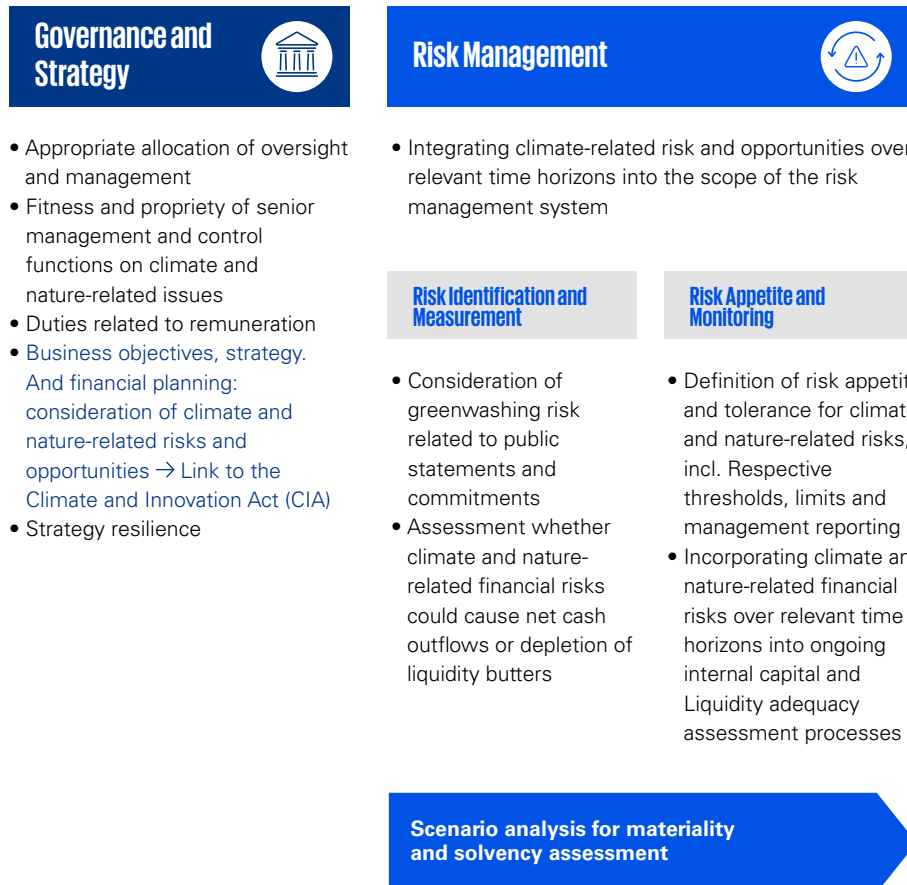 Governance and
Strategy
• Appropriate allocation of oversight
and management
• Fitness and propriety of senior
management and control
functions on climate and
nature-related issues
• Duties related to remuneration
• Business objectives, strategy.
And financial planning:
consideration of climate and
nature-related risks and
opportunities → Link to the
Climate and Innovation Act (CIA)
• Strategy resilience
Risk Management
• Integrating climate-related risk and opportunities over
relevant time horizons into the scope of the risk
management system
Risk Identification and
Measurement
• Consideration of
greenwashing risk
related to public
statements and
commitments
• Assessment whether
climate and nature-
related financial risks
could cause net cash
outflows or depletion of
liquidity butters
Risk Appetite and
Monitoring
• Definition of risk appetit
and tolerance for climat
and nature-related risks,
incl. Respective
thresholds, limits and
management reporting
• Incorporating climate an
nature-related financial
risks over relevant time
horizons into ongoing
internal capital and
Liquidity adequacy
assessment processes
Scenario analysis for materiality
and solvency assessment